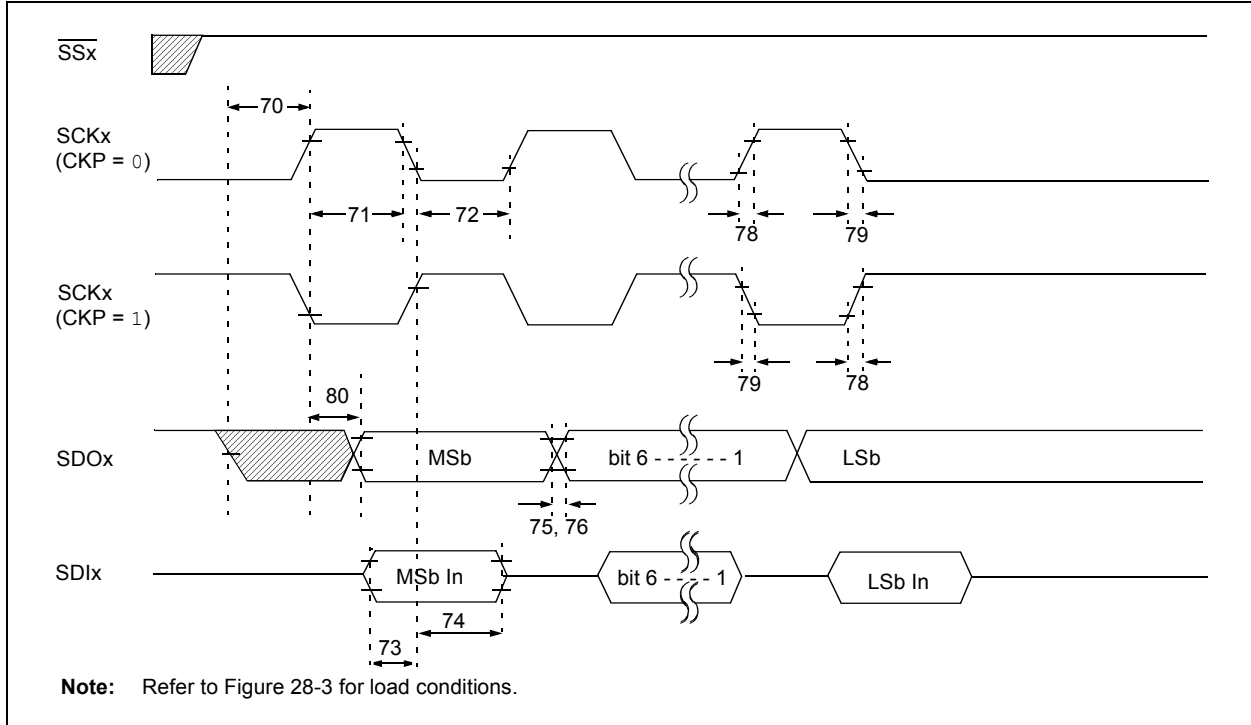 SSx
70
SCKx
(CKP = 0)
71
72
78
79
SCKx
(CKP = 1)
79
78
80
SDOx
MSb
bit 6 - - - - - - 1
LSb
75, 76
SDIx
MSb In
bit 6 - - - - 1
LSb In
74
73
Note: Refer to Figure 28-3 for load conditions.